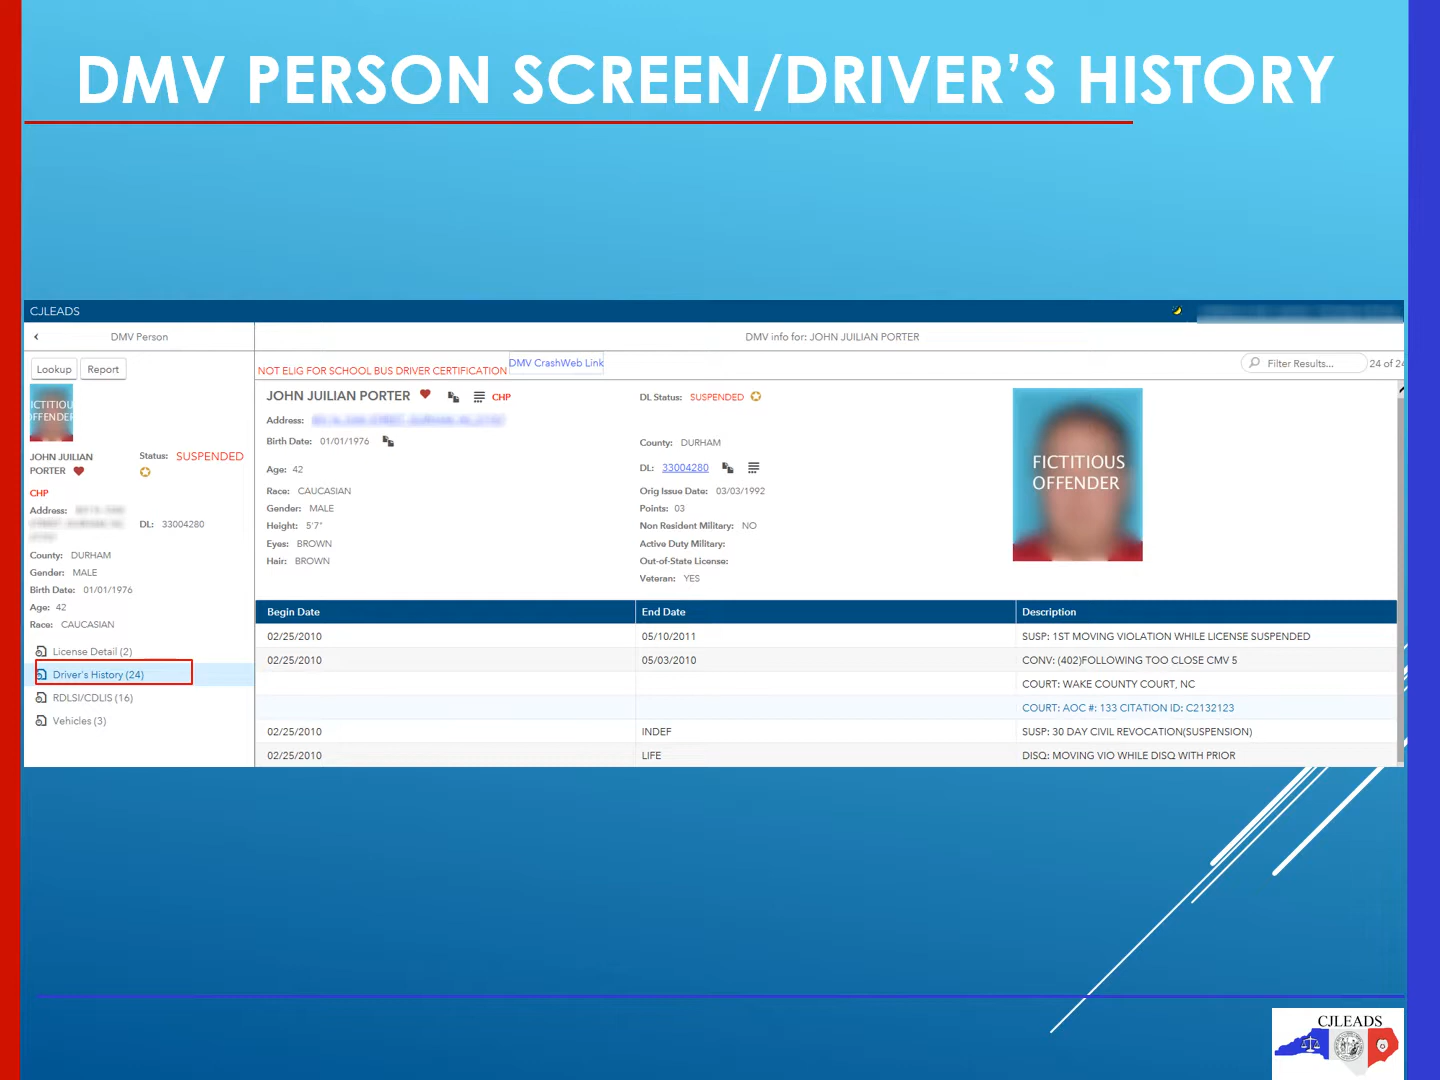 DMV PERSON SCREEN/DRIVER'S HISTORY
CJLEADS
DMV Person
DMV info for: JOHN JUILIAN PORTER
Lookup
Report
NOT ELIG FOR SCHOOL BUS DRIVER CERTIFICATION
DMV CrashWeb Link
Filter Results...
24 of 24
FICTITIOUS
OFFENDER
JOHN JUILIAN
PORTER
Status: SUSPENDED
CHP
Address:
DL: 33004280
County: DURHAM
Gender: MALE
Birth Date: 01/01/1976
Age: 42
Race: CAUCASIAN
License Detail (2)
Driver's History (24)
RDLSI/CDLIS (16)
Vehicles (3)
JOHN JUILIAN PORTER
CHP
Address:
Birth Date: 01/01/1976
Age: 42
Race: CAUCASIAN
Gender: MALE
Height: 5'7"
Eyes: BROWN
Hair: BROWN
DL Status: SUSPENDED
County: DURHAM
DL: 33004280
Orig Issue Date: 03/03/1992
Points: 03
Non Resident Military: NO
Active Duty Military:
Out-of-State License:
Veteran: YES
FICTITIOUS
OFFENDER
Begin Date End Date Description
02/25/2010 05/10/2011 SUSP: 1ST MOVING VIOLATION WHILE LICENSE SUSPENDED
02/25/2010 05/03/2010 CONV: (402)FOLLOWING TOO CLOSE CMV 5
COURT: WAKE COUNTY COURT, NC
COURT: AOC #: 133 CITATION ID: C2132123
02/25/2010 INDEF SUSP: 30 DAY CIVIL REVOCATION(SUSPENSION)
02/25/2010 LIFE DISQ: MOVING VIO WHILE DISQ WITH PRIOR
CJLEADS